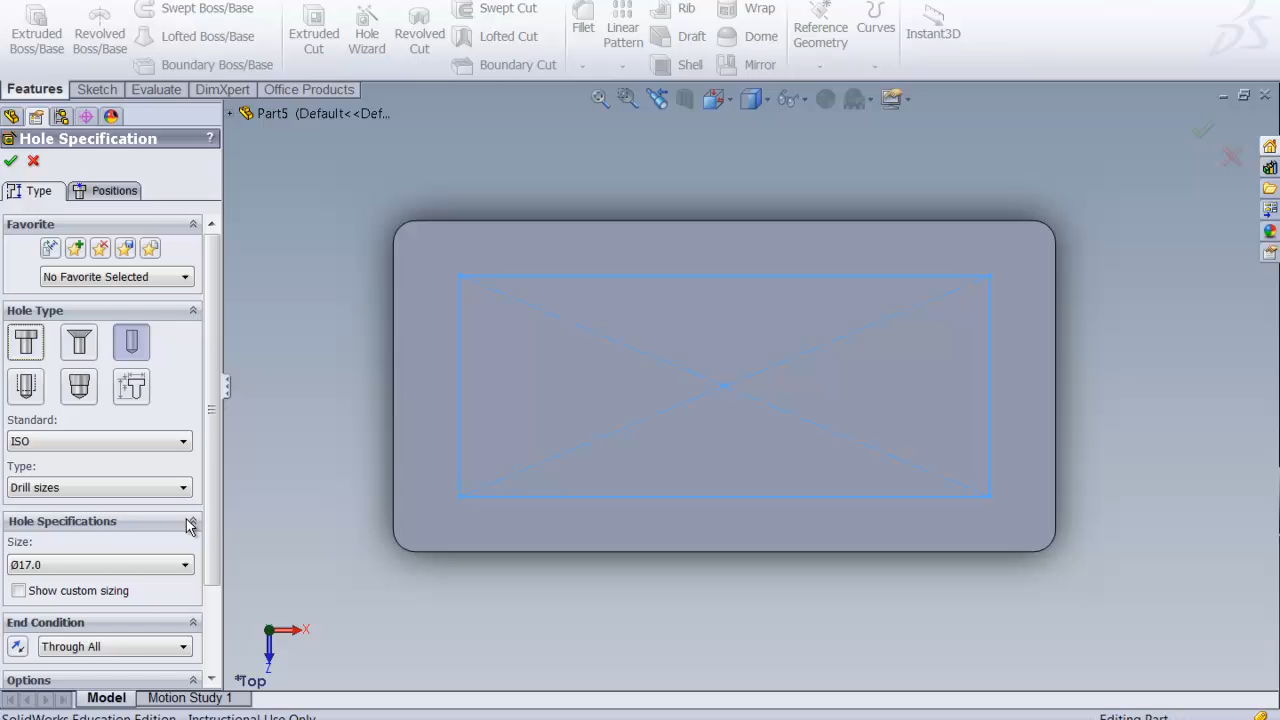 Swept Boss/Base
Swept Cut
Rib
Wrap
Extruded Boss/Base
Revolved Boss/Base
Lofted Boss/Base
Extruded Cut
Hole Wizard
Revolved Cut
Lofted Cut
Fillet
Linear Pattern
Draft
Dome
Reference Geometry
Curves
Instant3D
Boundary Boss/Base
Boundary Cut
Shell
Mirror
Features
Sketch
Evaluate
DimXpert
Office Products
Part5 (Default<<Def...
Hole Specification
?
Type
Positions
Favorite
No Favorite Selected
Hole Type
Standard:
ISO
Type:
Drill sizes
Hole Specifications
Size:
Ø17.0
Show custom sizing
End Condition
Through All
Options
X
Z
*Top
Model
Motion Study 1
SolidWorks Education Edition - Instructional Use Only
Editing Part